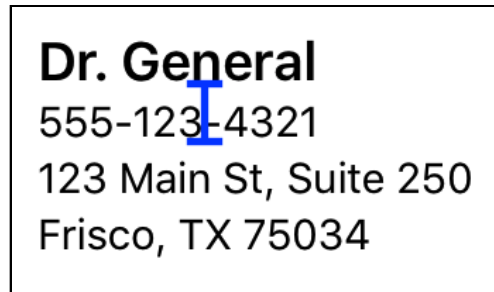 Dr. General
555-123-4321
123 Main St, Suite 250
Frisco, TX 75034